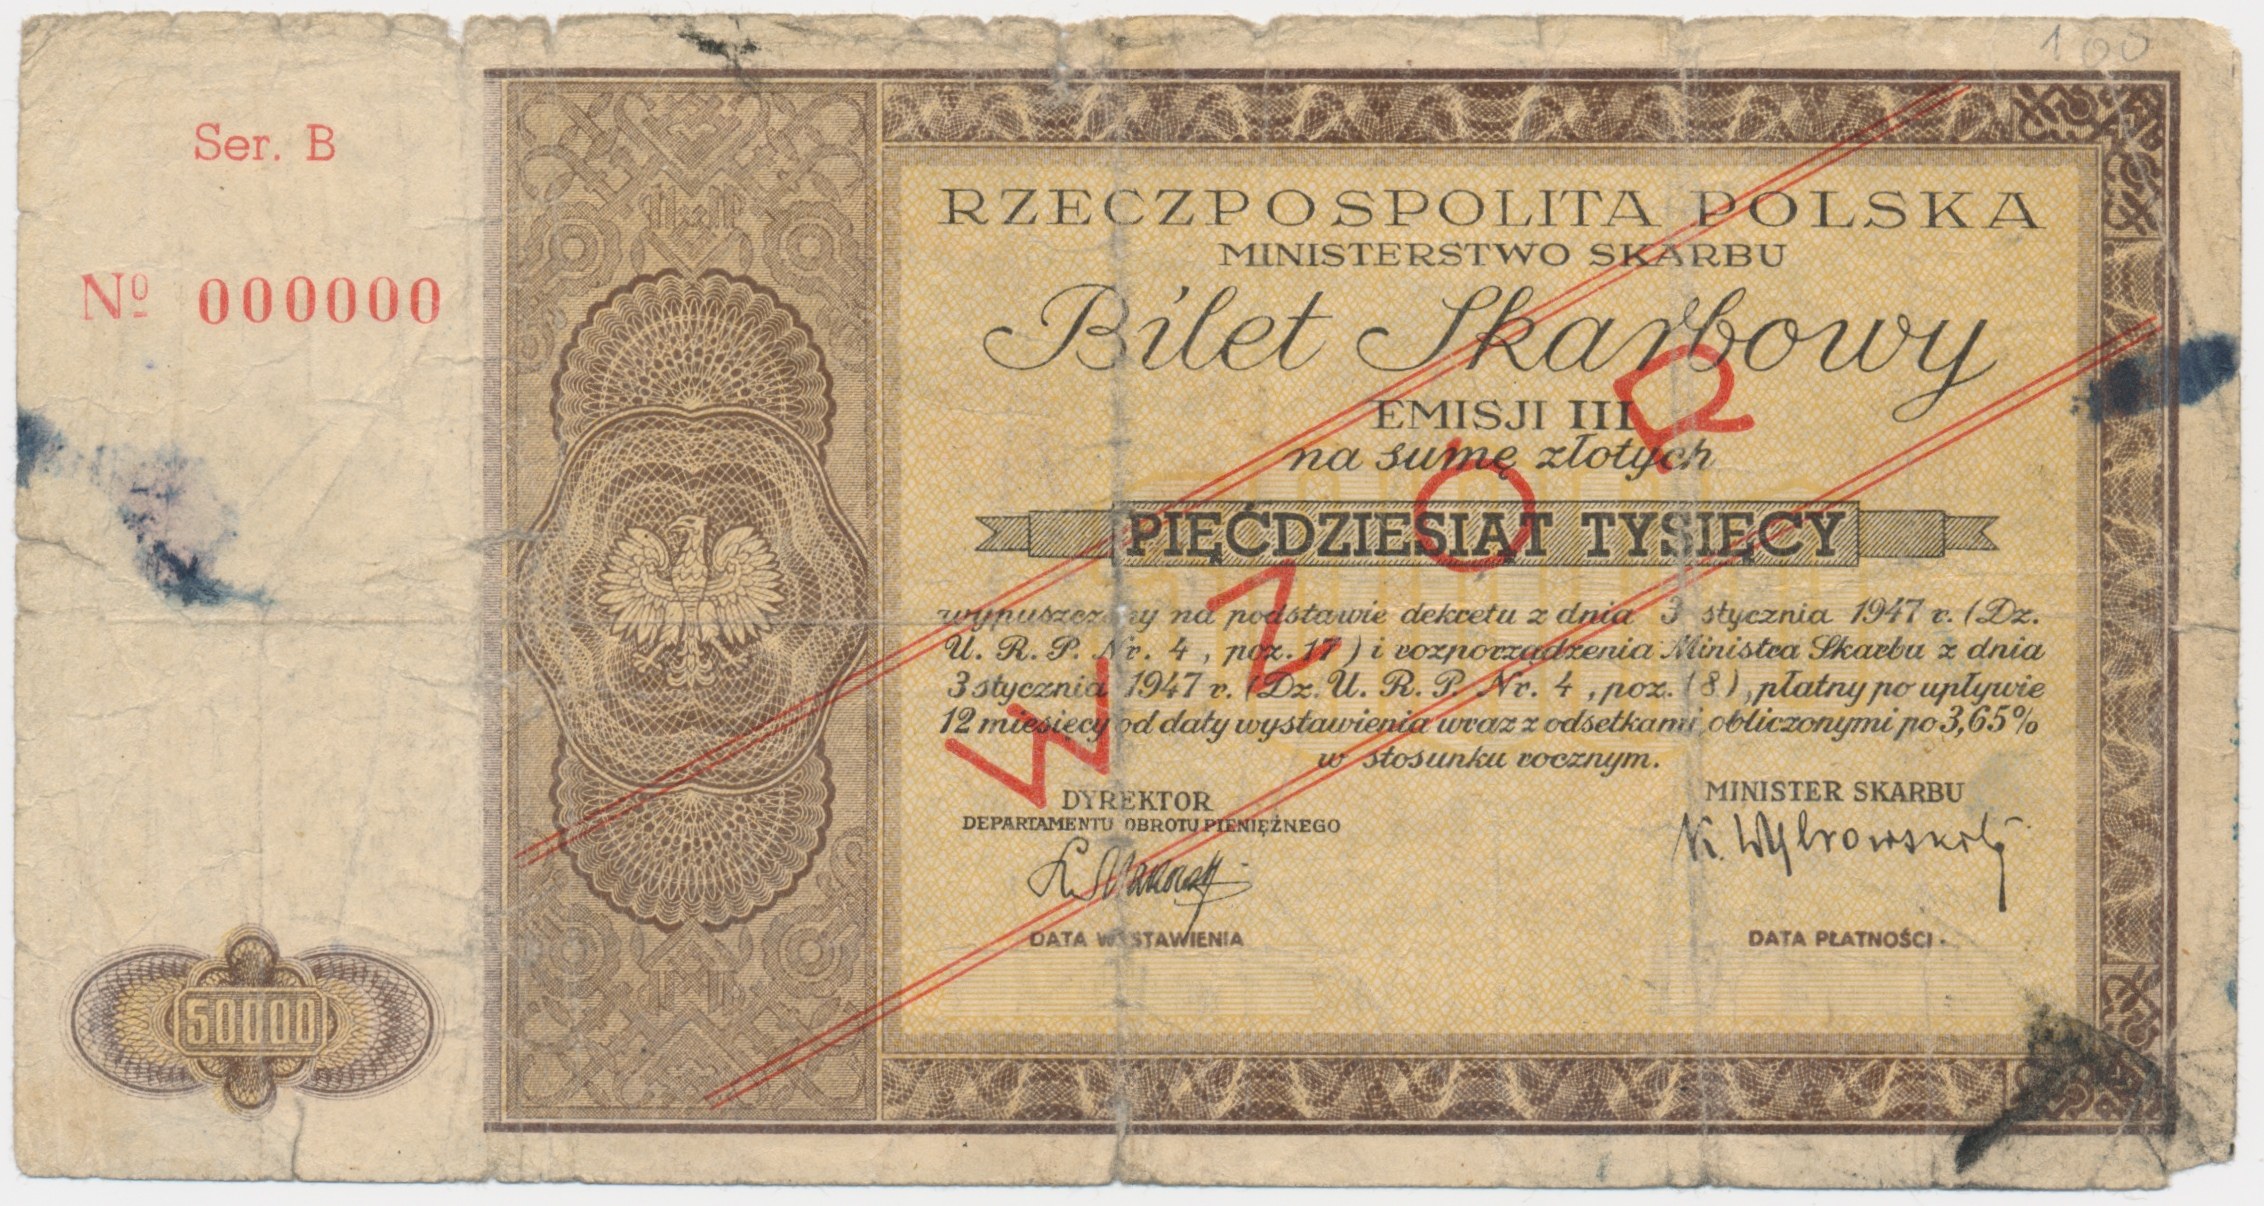 100
Ser. B
Nº 000000
RZECZPOSPOLITA POLSKA
MINISTERSTWO SKARBU
Bilet Skarbowy
EMISJI III
na sumę złotych
PIĘĆDZIESIĄT TYSIĘCY
wypuszczany na podstawie dekretu z dnia 3 stycznia 1947 r. (Dz.
U. R. P. Nr. 4, poz. 17) i rozporządzenia Ministra Skarbu z dnia
3 stycznia 1947 r. (Dz. U. R. P. Nr. 4, poz. 18), płatny po upływie
12 miesięcy od daty wystawienia wraz z odsetkami obliczonymi po 3,65%
w stosunku rocznym.
WZÓR
DYREKTOR
DEPARTAMENTU OBROTU PIENIĘŻNEGO
MINISTER SKARBU
DATA WYSTAWIENIA
DATA PŁATNOŚCI
50000